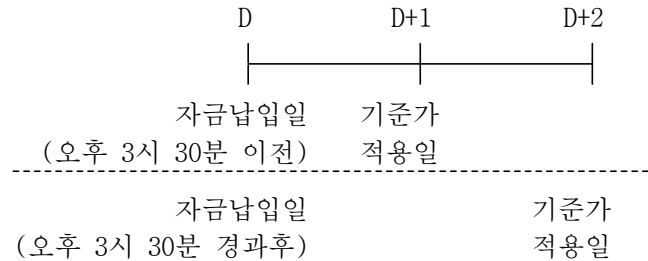 D D+1 D+2
자금납입일 기준가
(오후 3시 30분 이전) 적용일
자금납입일 기준가
(오후 3시 30분 경과후) 적용일